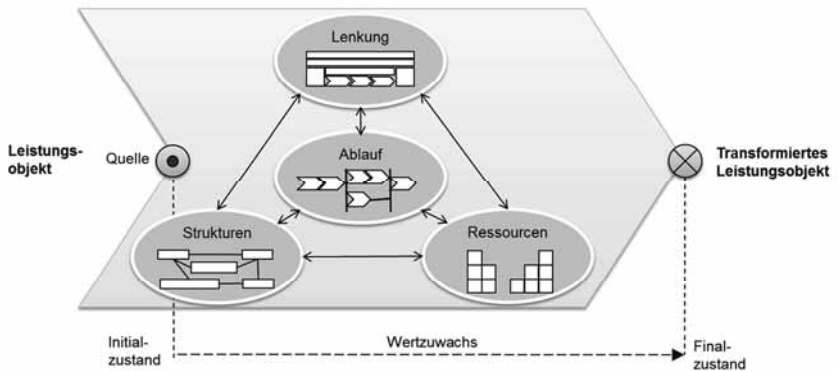 Lenkung
Leistungs-
objekt
Quelle
Ablauf
Transformiertes
Leistungsobjekt
Strukturen
Ressourcen
Initial-
zustand
Wertzuwachs
Final-
zustand